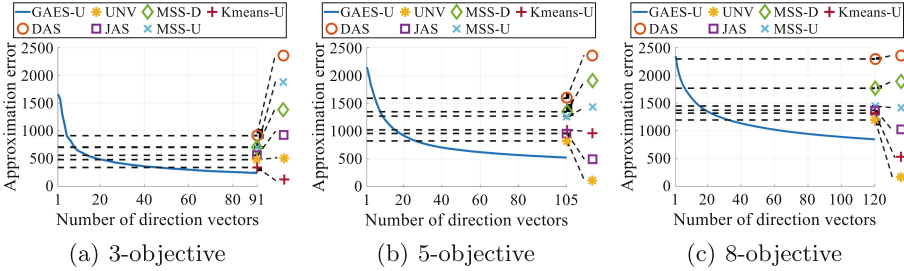 GAES-U UNV MSS-D Kmeans-U
DAS JAS MSS-U
Approximation error
2500
2000
1500
1000
500
0
1 20 40 60 80 91
Number of direction vectors
(a) 3-objective
GAES-U UNV MSS-D Kmeans-U
DAS JAS MSS-U
Approximation error
2500
2000
1500
1000
500
0
1 20 40 60 105
Number of direction vectors
(b) 5-objective
GAES-U UNV MSS-D Kmeans-U
DAS JAS MSS-U
Approximation error
2500
2000
1500
1000
500
0
1 20 40 60 80 100 120
Number of direction vectors
(c) 8-objective